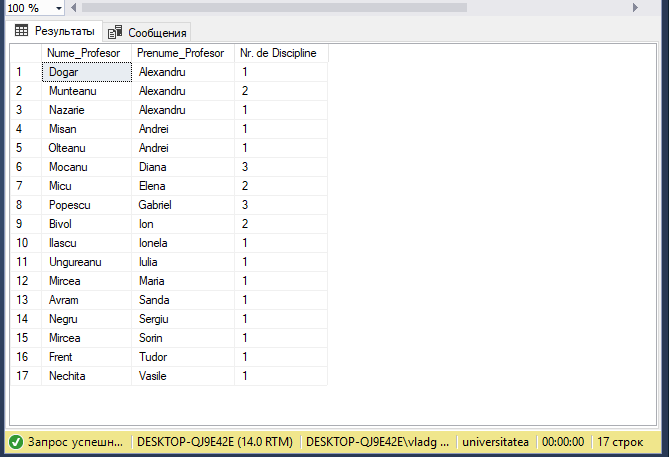 100 %
Результаты Сообщения
Nume_Profesor Prenume_Profesor Nr. de Discipline
1 Dogar Alexandru 1
2 Munteanu Alexandru 2
3 Nazarie Alexandru 1
4 Misan Andrei 1
5 Olteanu Andrei 1
6 Mocanu Diana 3
7 Micu Elena 2
8 Popescu Gabriel 3
9 Bivol Ion 2
10 Ilascu Ionela 1
11 Ungureanu Iulia 1
12 Mircea Maria 1
13 Avram Sanda 1
14 Negru Sergiu 1
15 Mircea Sorin 1
16 Frent Tudor 1
17 Nechita Vasile 1
Запрос успешн... DESKTOP-QJ9E42E (14.0 RTM) DESKTOP-QJ9E42E\vladg ... universitatea 00:00:00 17 строк